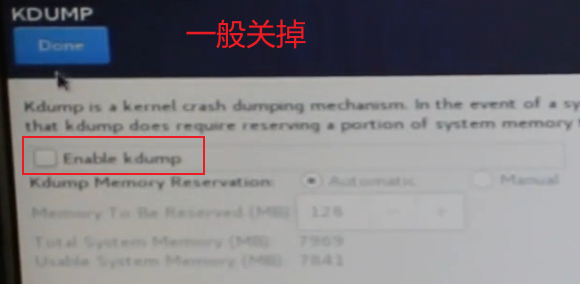 KDUMP
一般关掉
Done
Kdump is a kernel crash dumping mechanism. In the event of a sy
that kdump does require reserving a portion of system memory
Enable kdump
Kdump Memory Reservation: Automatic Manual
Memory To Be Reserved (MB): 128 - +
Total System Memory (MB): 7969
Usable System Memory (MB): 7841